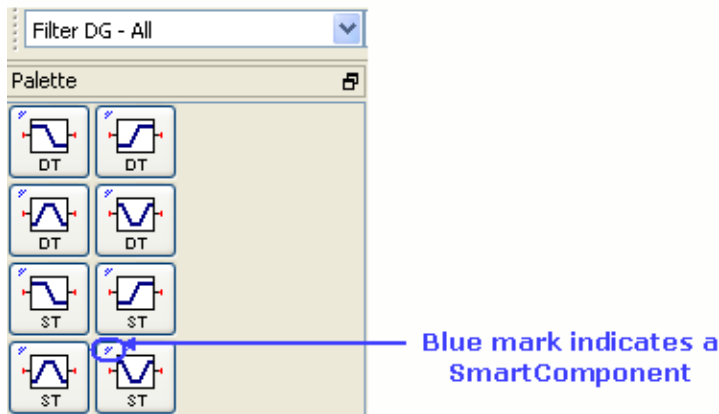 Filter DG - All
Palette
DT DT
DT DT
ST ST
ST ST
Blue mark indicates a
SmartComponent